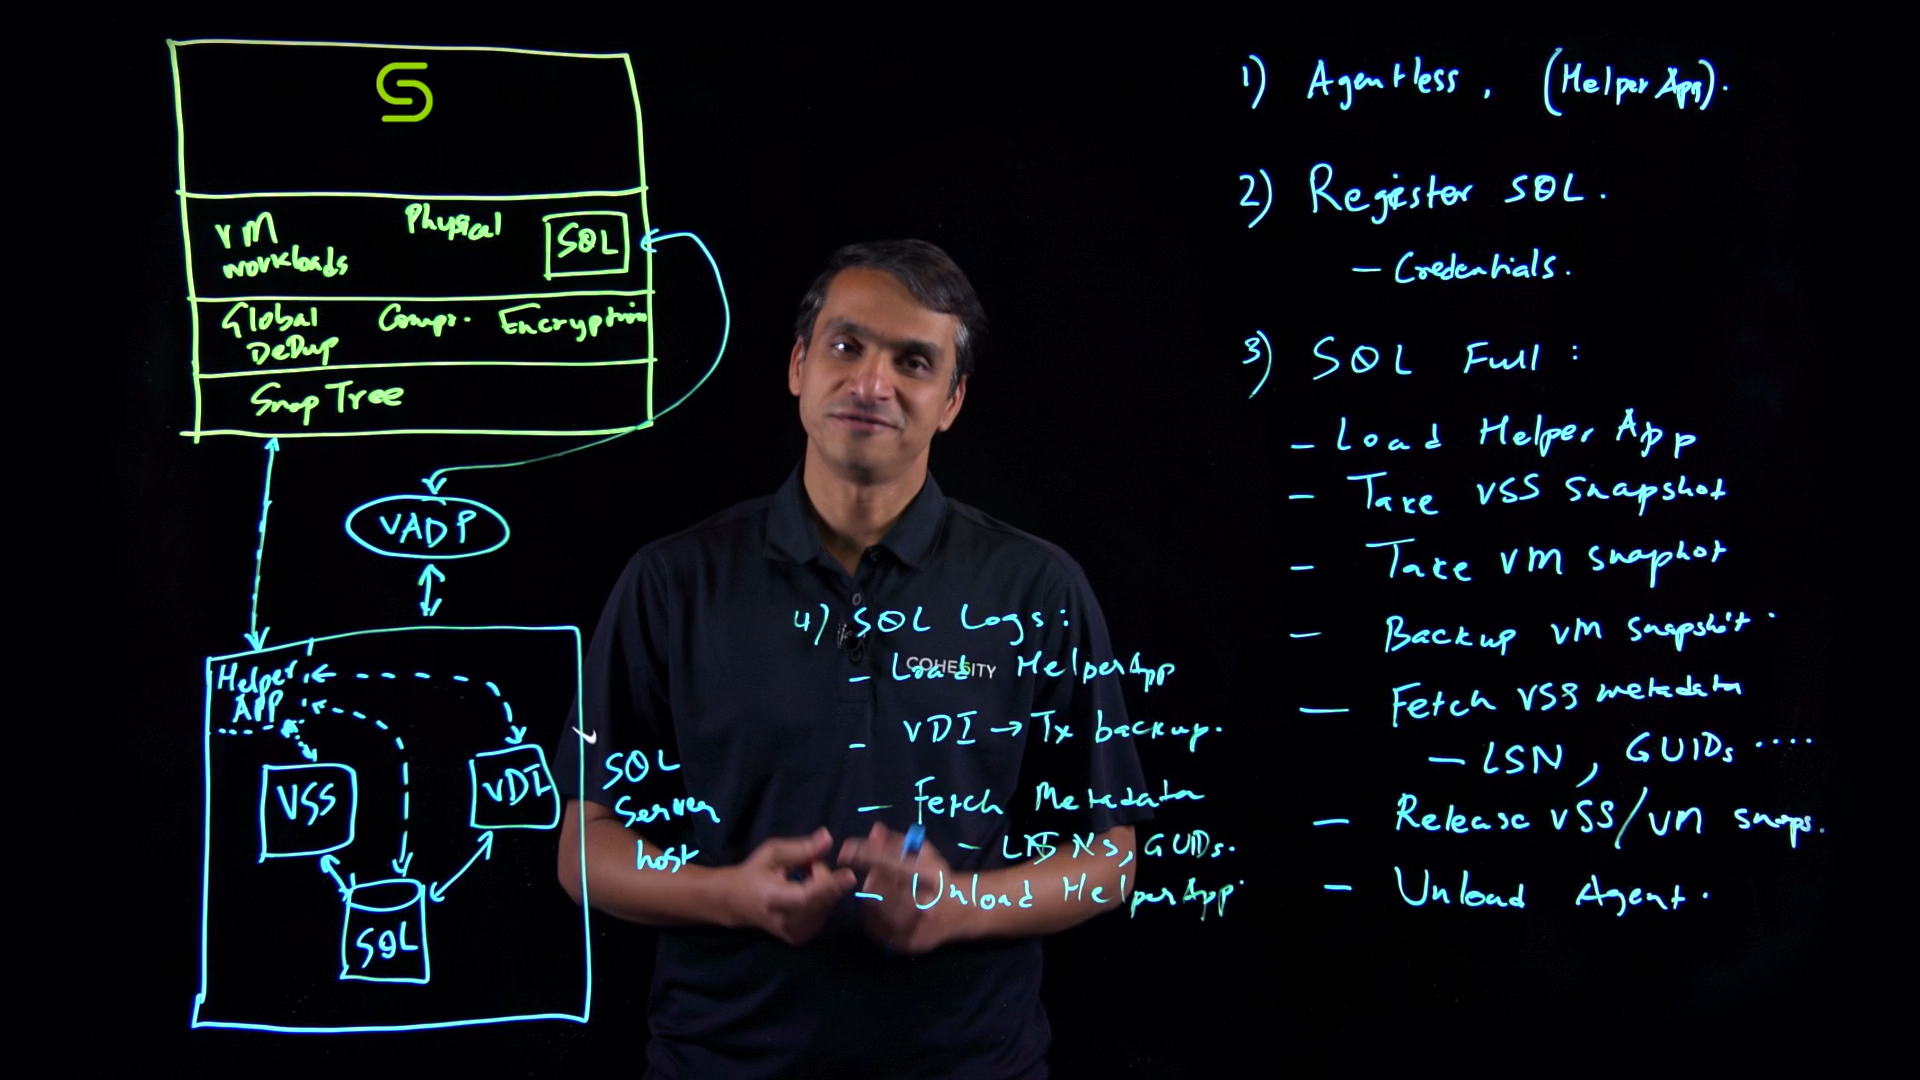 VM
workloads
Physical
SQL
Global
DeDup
Compr.
Encryption
Snap Tree
VADP
Helper
APP
VSS
VDI
SQL
SQL
Server
host
COHESITY
1) Agentless, (Helper App).
2) Register SQL.
- Credentials.
3) SQL Full:
- Load Helper App
- Take VSS snapshot
- Take VM snapshot
- Backup VM snapshot.
- Fetch VSS metadata
- LSN, GUIDs ....
- Release VSS/VM snaps.
- Unload Agent.
4) SQL Logs:
- Load HelperApp
- VDI → Tx backup.
- Fetch Metadata
- LSNs, GUIDs.
- Unload HelperApp.